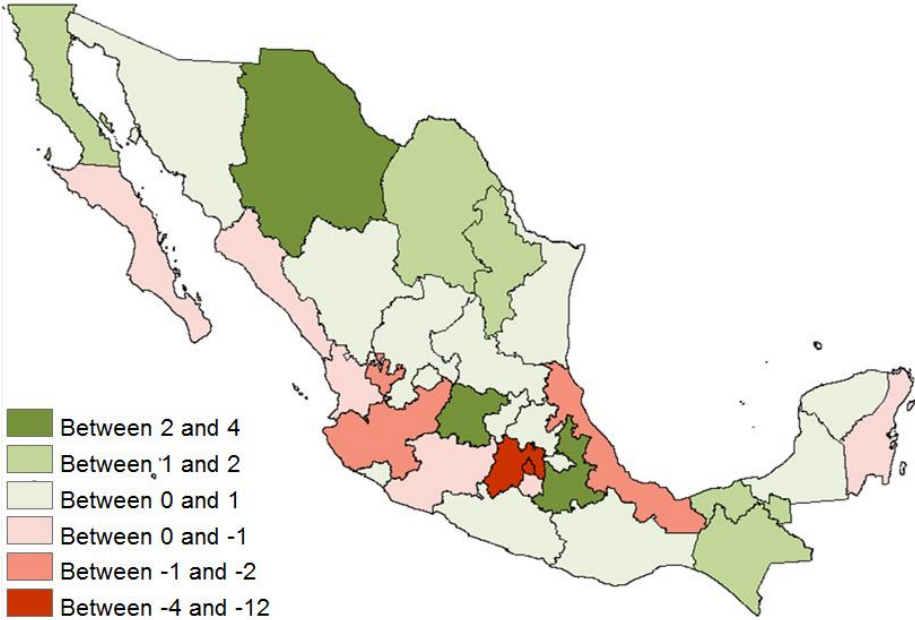 Between 2 and 4
Between 1 and 2
Between 0 and 1
Between 0 and -1
Between -1 and -2
Between -4 and -12